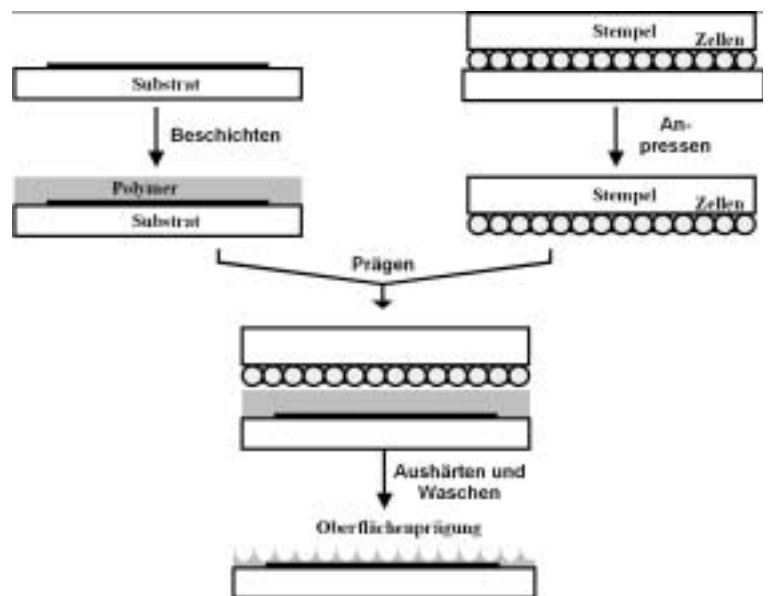 Substrat
Beschichten
Polymer
Substrat
Stempel
Zellen
An-
pressen
Stempel
Zellen
Prägen
Aushärten und
Waschen
Oberflächenprägung